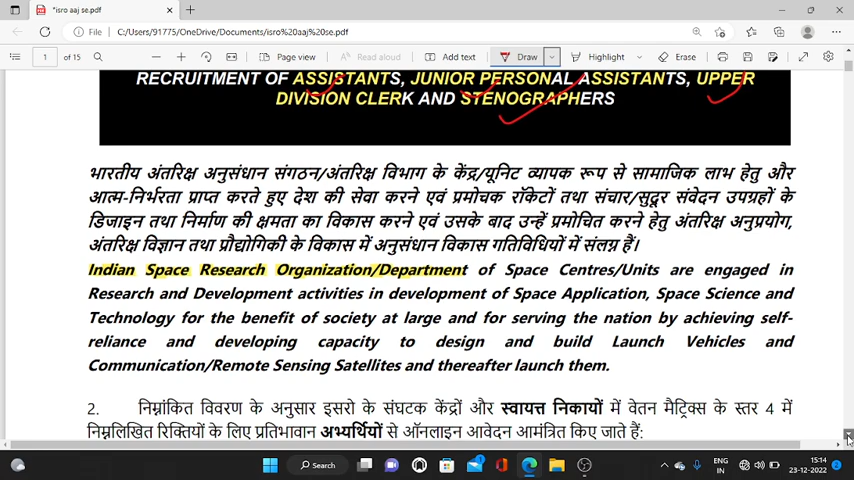 *isro aaj se.pdf
File
C:/Users/91775/OneDrive/Documents/isro%20aaj%20se.pdf
1 of 15
Page view
Read aloud
Add text
Draw
Highlight
Erase
RECRUITMENT OF ASSISTANTS, JUNIOR PERSONAL ASSISTANTS, UPPER
DIVISION CLERK AND STENOGRAPHERS
भारतीय अंतरिक्ष अनुसंधान संगठन/अंतरिक्ष विभाग के केंद्र/यूनिट व्यापक रूप से सामाजिक लाभ हेतु और
आत्म-निर्भरता प्राप्त करते हुए देश की सेवा करने एवं प्रमोचक रॉकेटों तथा संचार/सुदूर संवेदन उपग्रहों के
डिजाइन तथा निर्माण की क्षमता का विकास करने एवं उसके बाद उन्हें प्रमोचित करने हेतु अंतरिक्ष अनुप्रयोग,
अंतरिक्ष विज्ञान तथा प्रौद्योगिकी के विकास में अनुसंधान विकास गतिविधियों में संलग्न हैं।
Indian Space Research Organization/Department of Space Centres/Units are engaged in
Research and Development activities in development of Space Application, Space Science and
Technology for the benefit of society at large and for serving the nation by achieving self-
reliance and developing capacity to design and build Launch Vehicles and
Communication/Remote Sensing Satellites and thereafter launch them.
2. निम्नांकित विवरण के अनुसार इसरो के संघटक केंद्रों और स्वायत्त निकायों में वेतन मैट्रिक्स के स्तर 4 में
निम्नलिखित रिक्तियों के लिए प्रतिभावान अभ्यर्थियों से ऑनलाइन आवेदन आमंत्रित किए जाते हैं:
Search
ENG
IN
15:14
23-12-2022